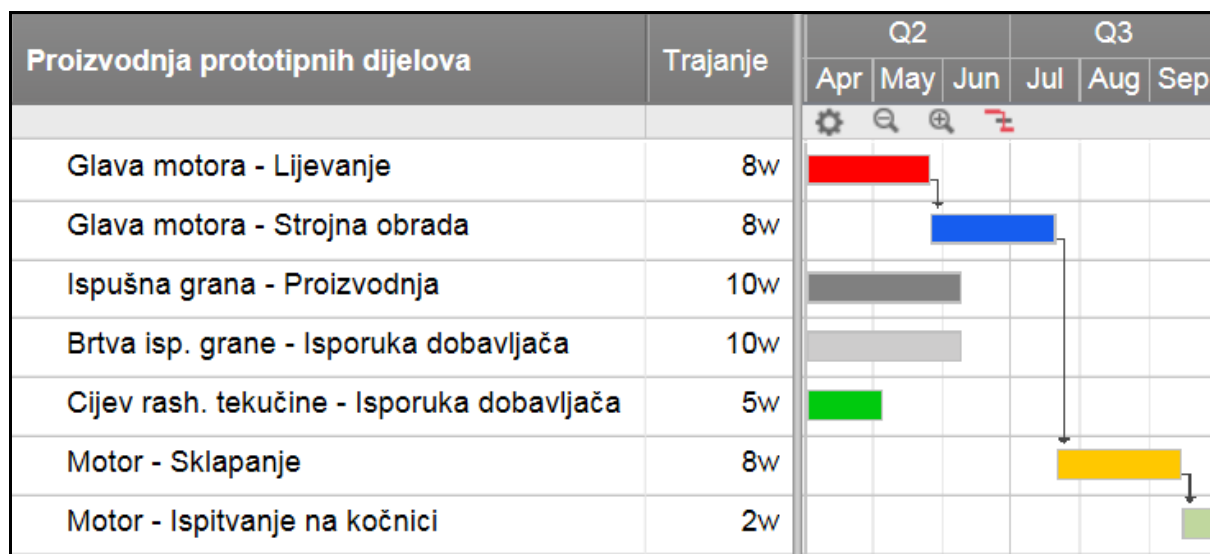 Proizvodnja prototipnih dijelova Trajanje Q2 Q3
Apr May Jun Jul Aug Sep
Glava motora - Lijevanje 8w
Glava motora - Strojna obrada 8w
Ispušna grana - Proizvodnja 10w
Brtva isp. grane - Isporuka dobavljača 10w
Cijev rash. tekučine - Isporuka dobavljača 5w
Motor - Sklapanje 8w
Motor - Ispitvanje na kočnici 2w